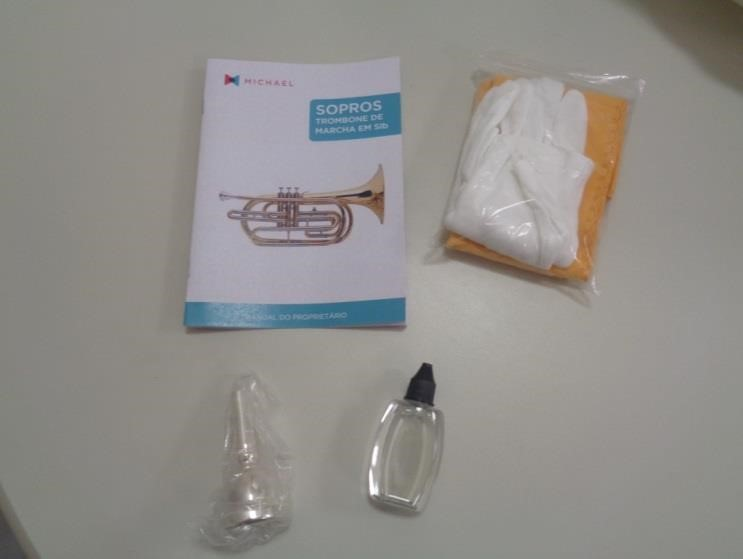 MICHAEL
SOPROS
TROMBONE DE
MARCHA EM SIb
MANUAL DO PROPRIETÁRIO